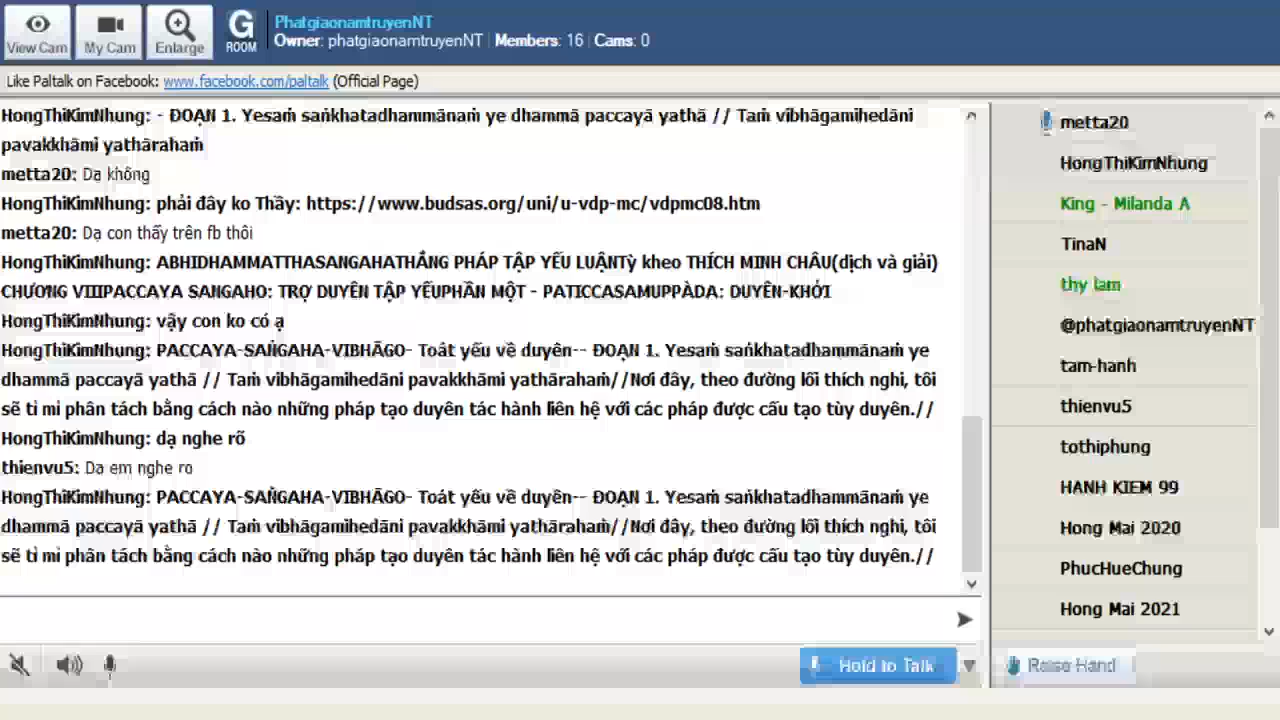 View Cam
My Cam
Enlarge
G
ROOM
PhatgiaonamtruyenNT
Owner: phatgiaonamtruyenNT | Members: 16 | Cams: 0
Like Paltalk on Facebook: www.facebook.com/paltalk (Official Page)
HongThiKimNhung: - ĐOẠN 1. Yesaṁ saṅkhatadhammānaṁ ye dhammā paccayā yathā // Taṁ vibhāgamihedāni
pavakkhāmi yathārahaṁ
metta20: Dạ không
HongThiKimNhung: phải đây ko Thầy: https://www.budsas.org/uni/u-vdp-mc/vdpmc08.htm
metta20: Dạ con thấy trên fb thôi
HongThiKimNhung: ABHIDHAMMATTHASANGAHATHẮNG PHÁP TẬP YẾU LUẬNTỳ kheo THÍCH MINH CHÂU(dịch và giải)
CHƯƠNG VIIIPACCAYA SANGAHO: TRỢ DUYÊN TẬP YẾUPHẦN MỘT - PATICCASAMUPPÀDA: DUYÊN-KHỞI
HongThiKimNhung: vậy con ko có ạ
HongThiKimNhung: PACCAYA-SAṄGAHA-VIBHĀGO- Toát yếu về duyên-- ĐOẠN 1. Yesaṁ saṅkhatadhammānaṁ ye
dhammā paccayā yathā // Taṁ vibhāgamihedāni pavakkhāmi yathārahaṁ//Nơi đây, theo đường lối thích nghi, tôi
sẽ tỉ mỉ phân tách bằng cách nào những pháp tạo duyên tác hành liên hệ với các pháp được cấu tạo tùy duyên.//
HongThiKimNhung: dạ nghe rõ
thienvu5: Dạ em nghe ro
HongThiKimNhung: PACCAYA-SAṄGAHA-VIBHĀGO- Toát yếu về duyên-- ĐOẠN 1. Yesaṁ saṅkhatadhammānaṁ ye
dhammā paccayā yathā // Taṁ vibhāgamihedāni pavakkhāmi yathārahaṁ//Nơi đây, theo đường lối thích nghi, tôi
sẽ tỉ mỉ phân tách bằng cách nào những pháp tạo duyên tác hành liên hệ với các pháp được cấu tạo tùy duyên.//
Hold to Talk
metta20
HongThiKimNhung
King - Milanda A
TinaN
thy lam
@phatgiaonamtruyenNT
tam-hanh
thienvu5
tothiphung
HANH KIEM 99
Hong Mai 2020
PhucHueChung
Hong Mai 2021
Raise Hand